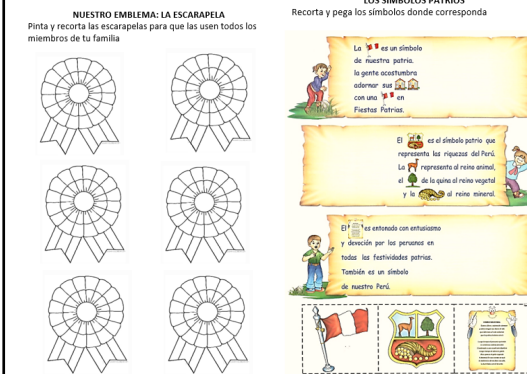 NUESTRO EMBLEMA: LA ESCARAPELA
Pinta y recorta las escarapelas para que las usen todos los
miembros de tu familia
LOS SÍMBOLOS PATRIOS
Recorta y pega los símbolos donde corresponda
La es un símbolo
de nuestra patria.
la gente acostumbra
adornar sus
con una en
Fiestas Patrias.
El es el símbolo patrio que
representa las riquezas del Perú.
La representa al reino animal,
el de la quina al reino vegetal
y la al reino mineral.
El es entonado con entusiasmo
y devoción por los peruanos en
todas las festividades patrias.
También es un símbolo
de nuestro Perú.